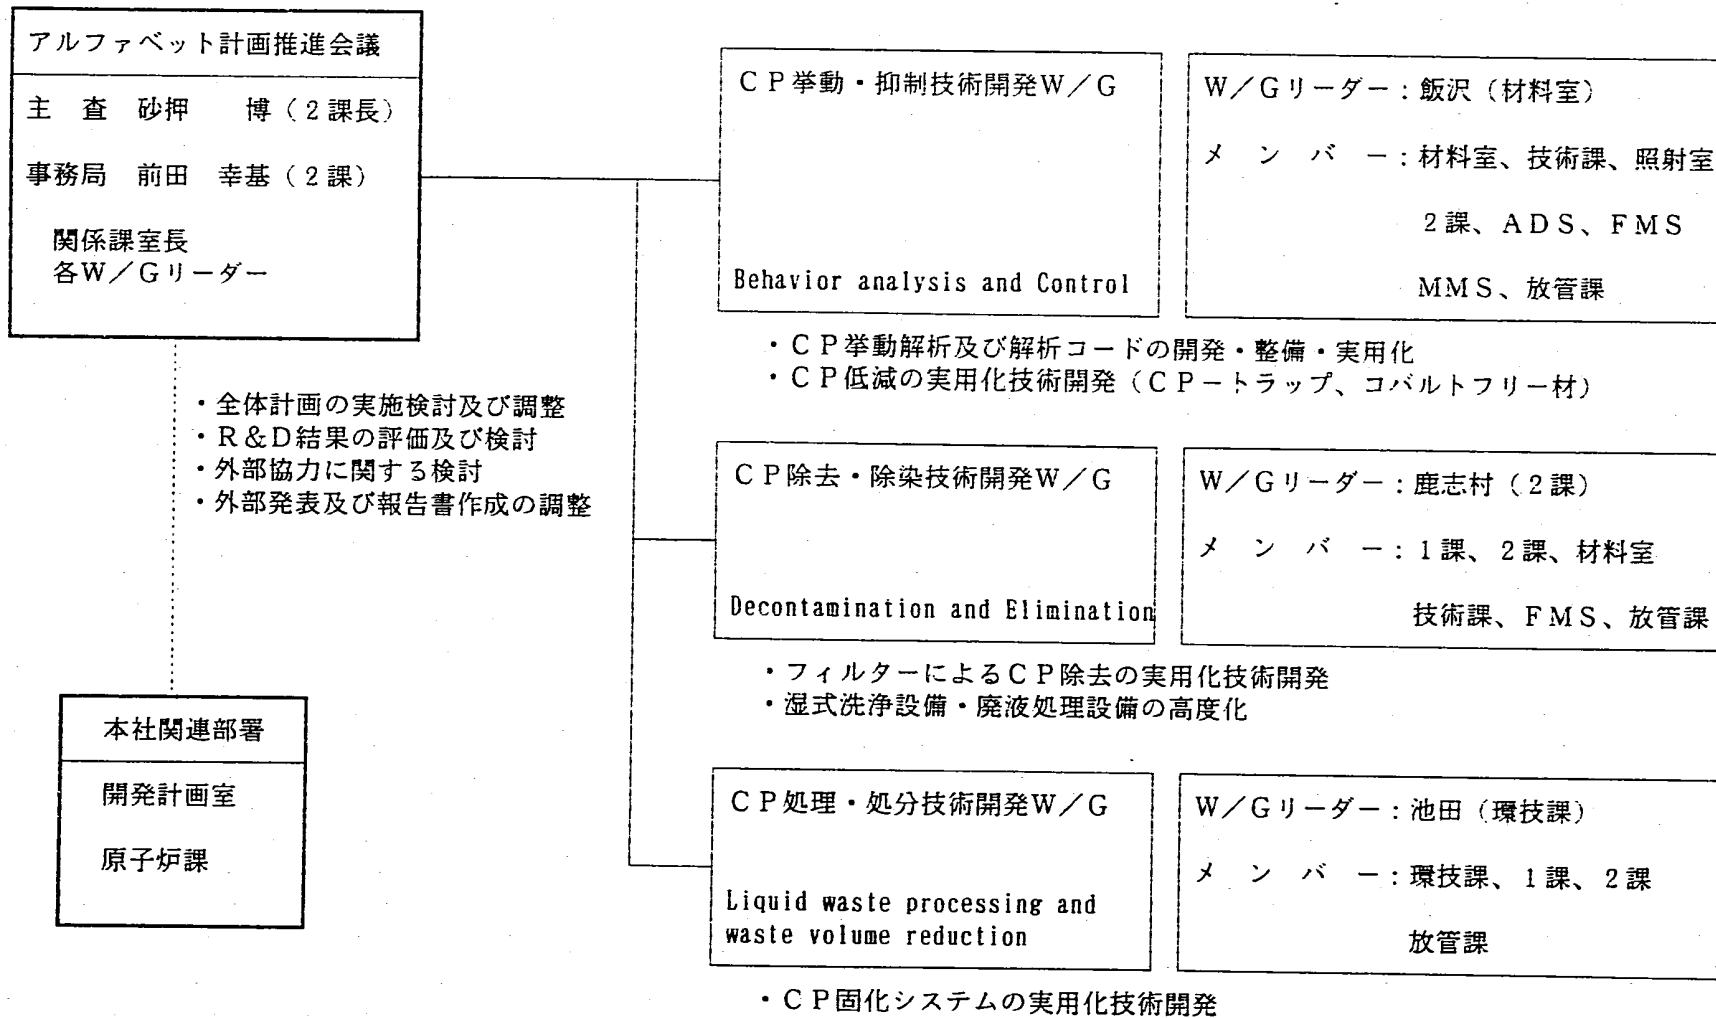 アルファベット計画推進会議
主　査　砂押　　博（２課長）
事務局　前田　幸基（２課）
関係課室長
各Ｗ／Ｇリーダー
・全体計画の実施検討及び調整
・Ｒ＆Ｄ結果の評価及び検討
・外部協力に関する検討
・外部発表及び報告書作成の調整
本社関連部署
開発計画室
原子炉課
ＣＰ挙動・抑制技術開発Ｗ／Ｇ
Behavior analysis and Control
Ｗ／Ｇリーダー：飯沢（材料室）
メ　ン　バ　ー：材料室、技術課、照射室
２課、ＡＤＳ、ＦＭＳ
ＭＭＳ、放管課
・ＣＰ挙動解析及び解析コードの開発・整備・実用化
・ＣＰ低減の実用化技術開発（ＣＰ－トラップ、コバルトフリー材）
ＣＰ除去・除染技術開発Ｗ／Ｇ
Decontamination and Elimination
Ｗ／Ｇリーダー：鹿志村（２課）
メ　ン　バ　ー：１課、２課、材料室
技術課、ＦＭＳ、放管課
・フィルターによるＣＰ除去の実用化技術開発
・湿式洗浄設備・廃液処理設備の高度化
ＣＰ処理・処分技術開発Ｗ／Ｇ
Liquid waste processing and
waste volume reduction
Ｗ／Ｇリーダー：池田（環技課）
メ　ン　バ　ー：環技課、１課、２課
放管課
・ＣＰ固化システムの実用化技術開発